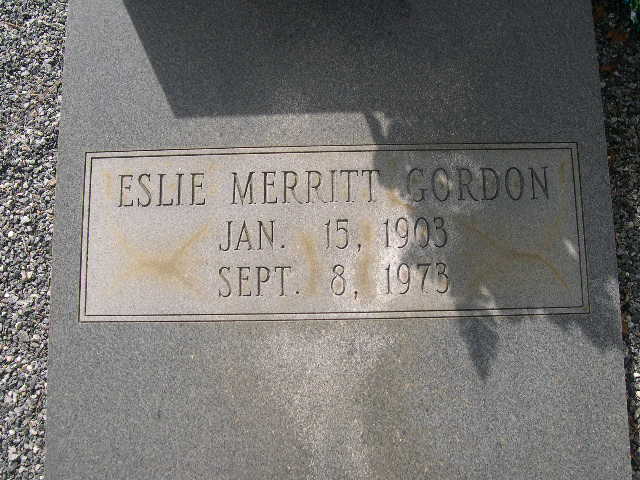 ESLIE MERRITT GORDON
JAN. 15, 1903
SEPT. 8, 1973